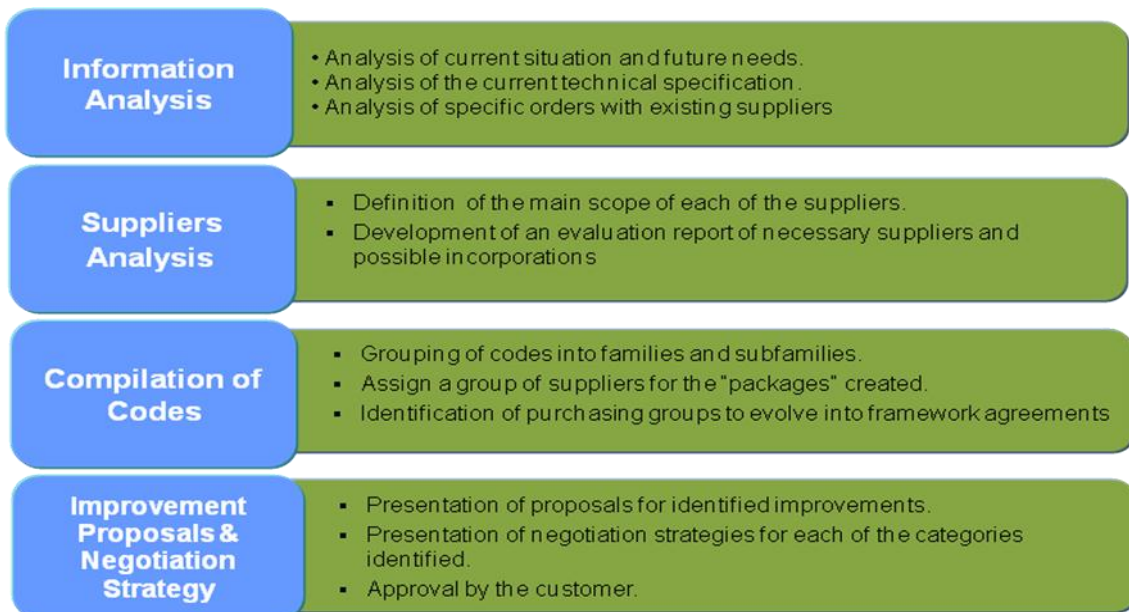 Information
Analysis
• Analysis of current situation and future needs.
• Analysis of the current technical specification.
• Analysis of specific orders with existing suppliers
Suppliers
Analysis
▪ Definition of the main scope of each of the suppliers.
▪ Development of an evaluation report of necessary suppliers and
possible incorporations
Compilation of
Codes
▪ Grouping of codes into families and subfamilies.
▪ Assign a group of suppliers for the "packages" created.
▪ Identification of purchasing groups to evolve into framework agreements
Improvement
Proposals &
Negotiation
Strategy
▪ Presentation of proposals for identified improvements.
▪ Presentation of negotiation strategies for each of the categories
identified.
▪ Approval by the customer.